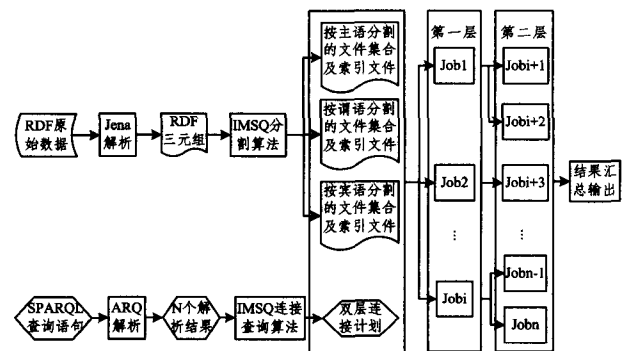 按主语分割
的文件集合
及索引文件
第一层
第二层
Job1
Jobi+1
RDF原
始数据
Jena
解析
RDF
三元组
IMSQ分
割算法
按谓语分割
的文件集合
及索引文件
Jobi+2
按宾语分割
的文件集合
及索引文件
Job2
Jobi+3
结果汇
总输出
⋮
⋮
SPARQL
查询语句
ARQ
解析
N个解
析结果
IMSQ连接
查询算法
双层连
接计划
Jobi
Jobn-1
Jobn